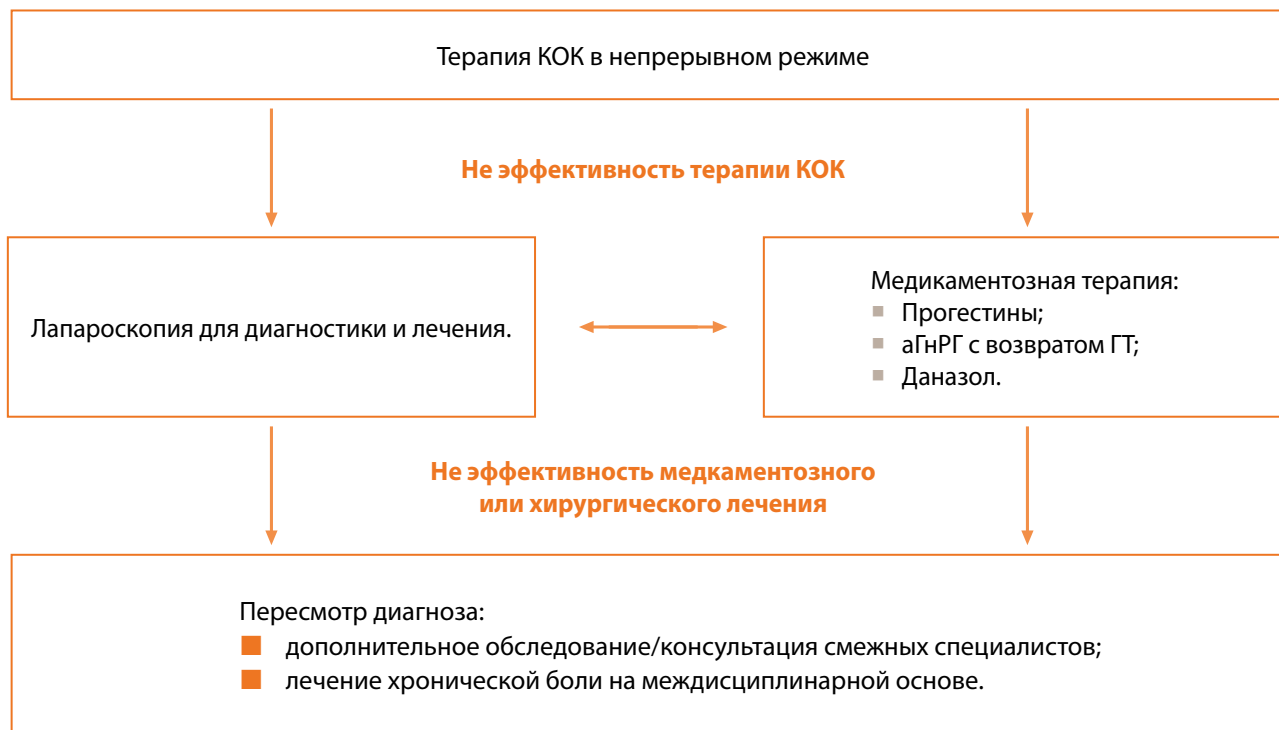 Терапия КОК в непрерывном режиме
Не эффективность терапии КОК
Лапароскопия для диагностики и лечения.
Медикаментозная терапия:
Прогестины;
аГнРГ с возвратом ГТ;
Даназол.
Не эффективность медкаментозного
или хирургического лечения
Пересмотр диагноза:
дополнительное обследование/консультация смежных специалистов;
лечение хронической боли на междисциплинарной основе.